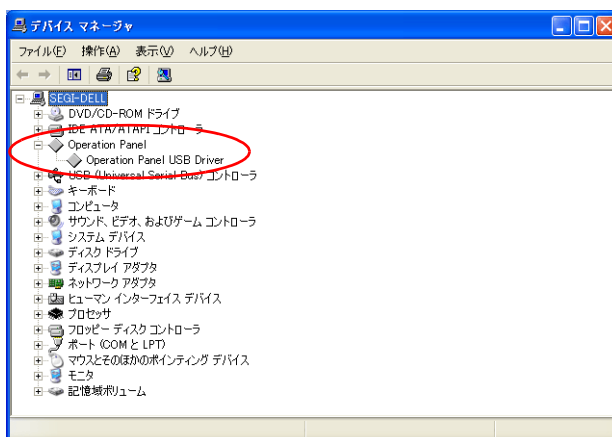 デバイス マネージャ
ファイル(F) 操作(A) 表示(V) ヘルプ(H)
SEGI-DELL
DVD/CD-ROM ドライブ
IDE ATA/ATAPI コントローラ
Operation Panel
Operation Panel USB Driver
USB (Universal Serial Bus) コントローラ
キーボード
コンピュータ
サウンド、ビデオ、およびゲーム コントローラ
システム デバイス
ディスク ドライブ
ディスプレイ アダプタ
ネットワーク アダプタ
ヒューマン インターフェイス デバイス
プロセッサ
フロッピー ディスク コントローラ
ポート (COM と LPT)
マウスとそのほかのポインティング デバイス
モニタ
記憶域ボリューム